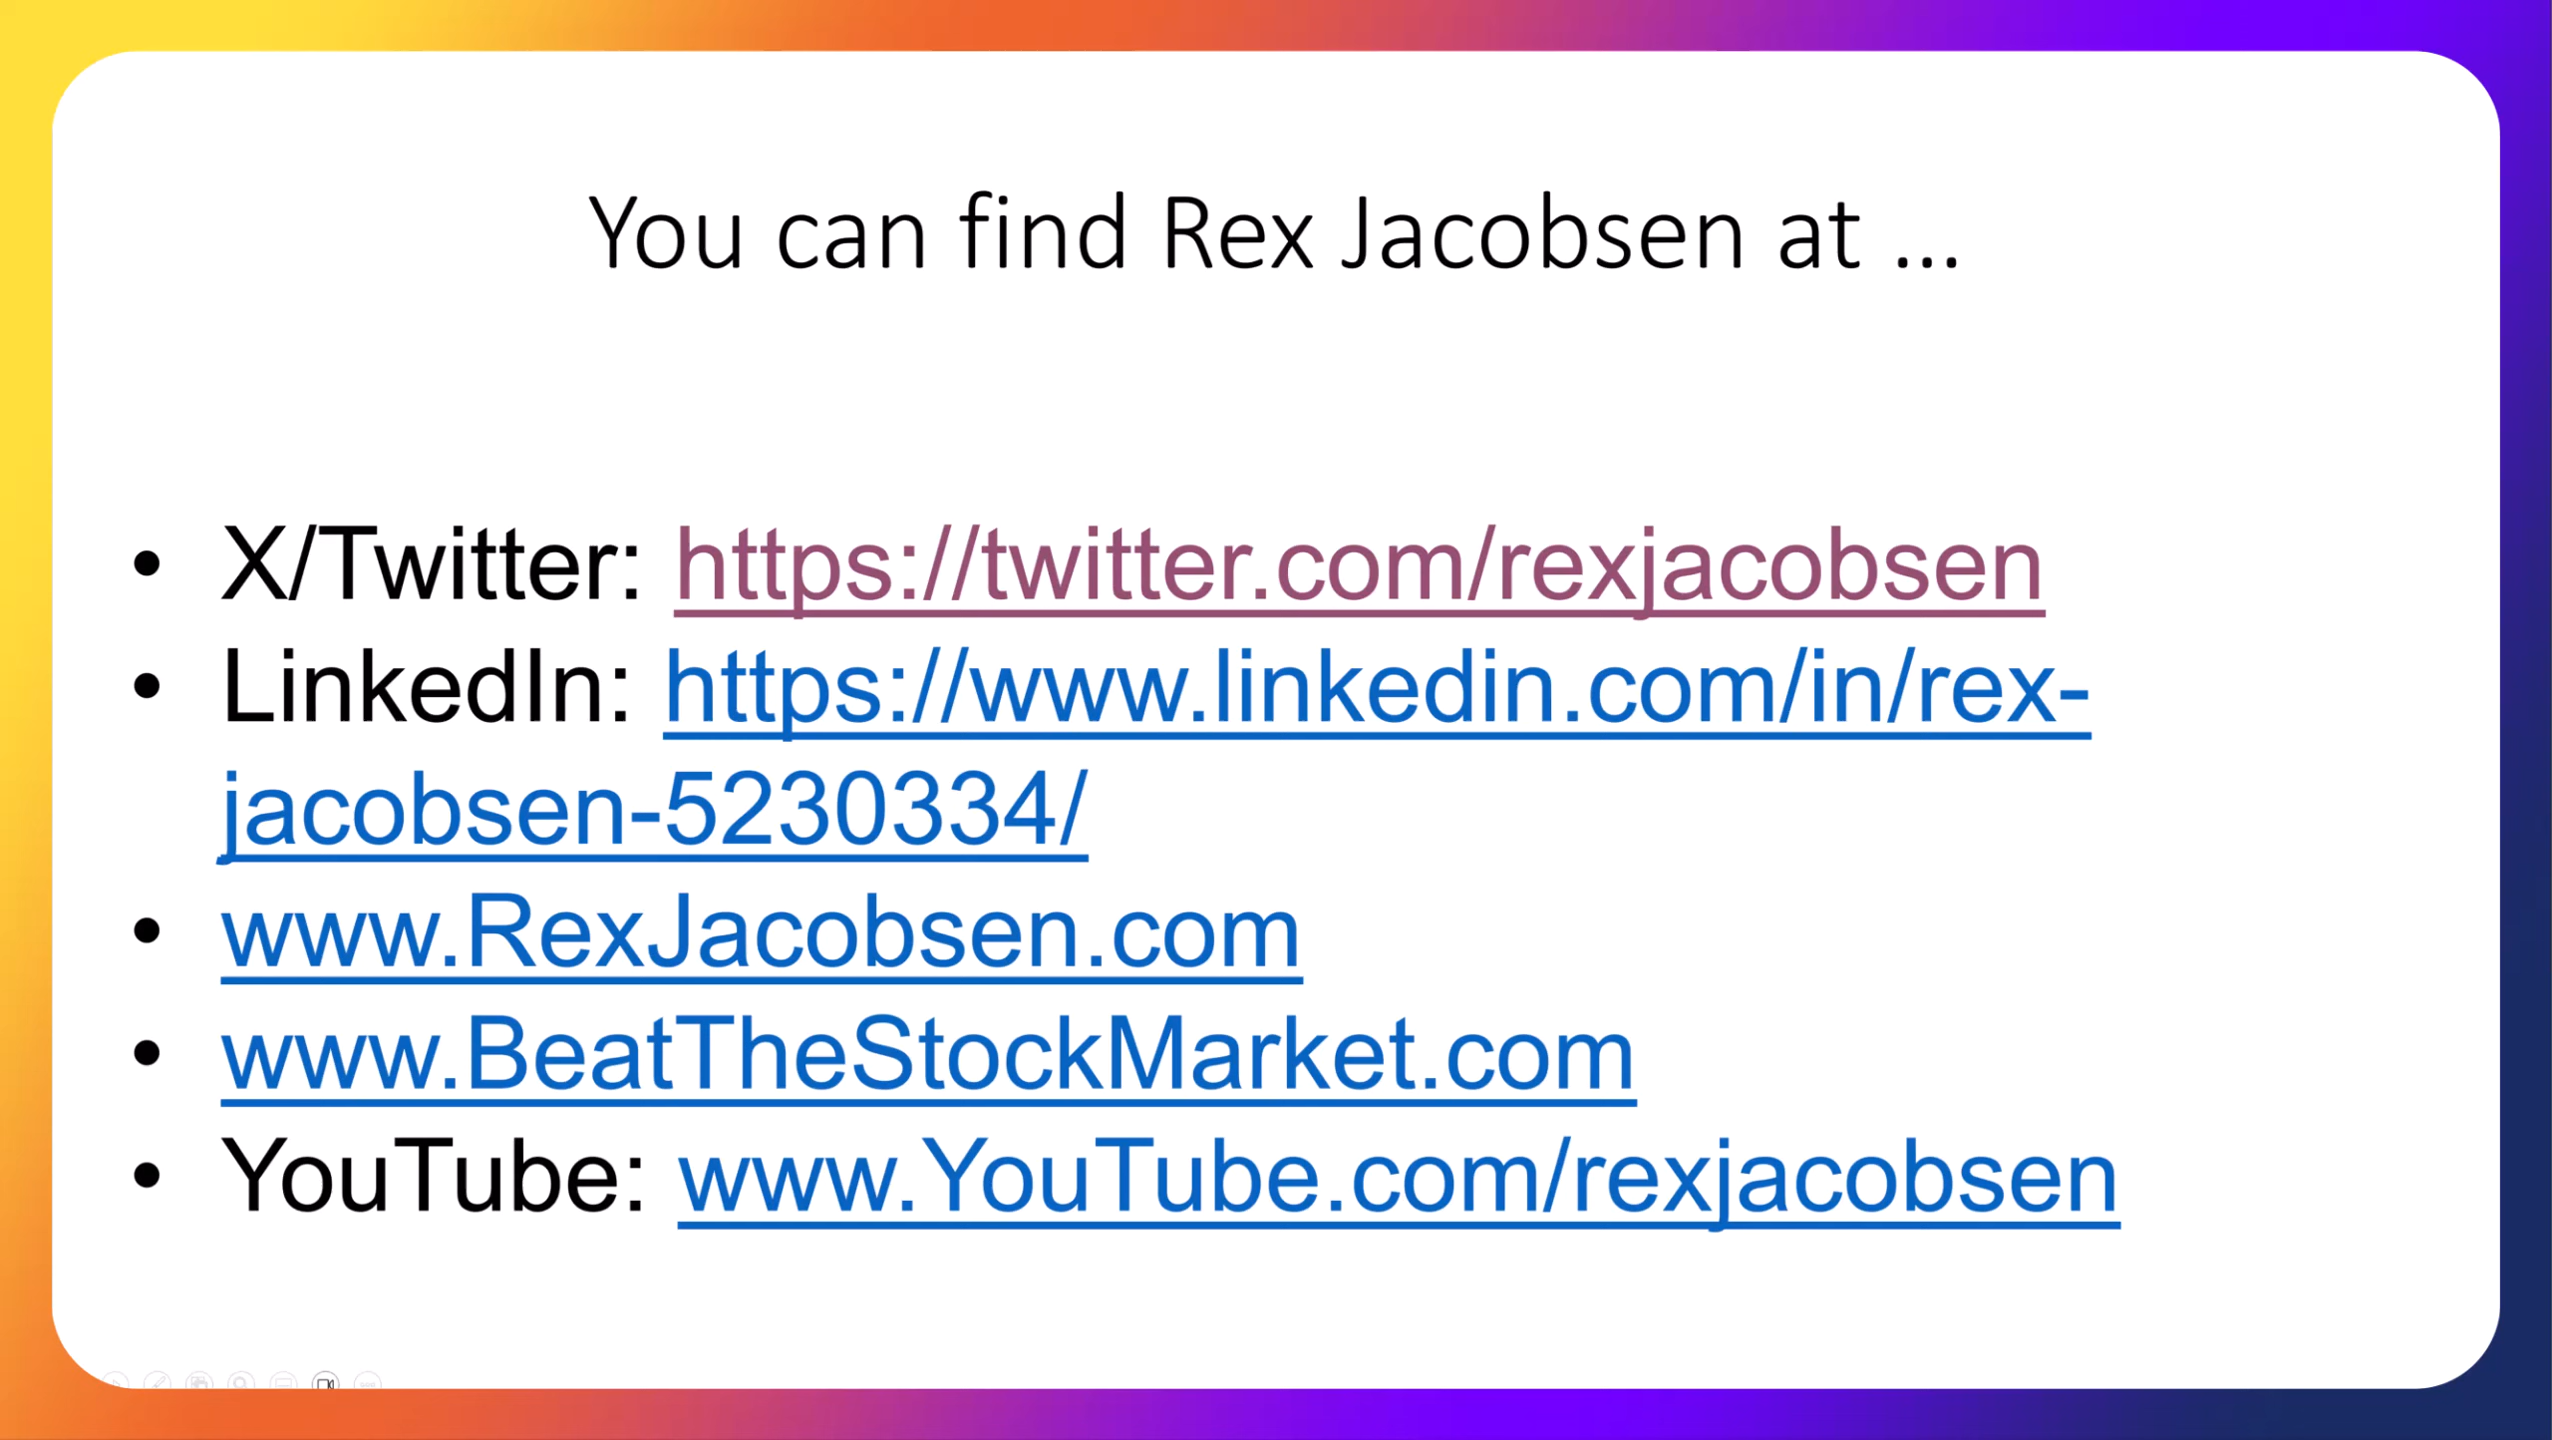 You can find Rex Jacobsen at ...
• X/Twitter: https://twitter.com/rexjacobsen
• LinkedIn: https://www.linkedin.com/in/rex-
jacobsen-5230334/
• www.RexJacobsen.com
• www.BeatTheStockMarket.com
• YouTube: www.YouTube.com/rexjacobsen